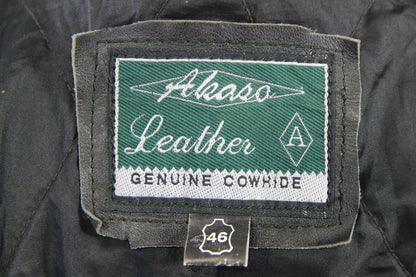 Akaso
Leather A
GENUINE COWHIDE
46